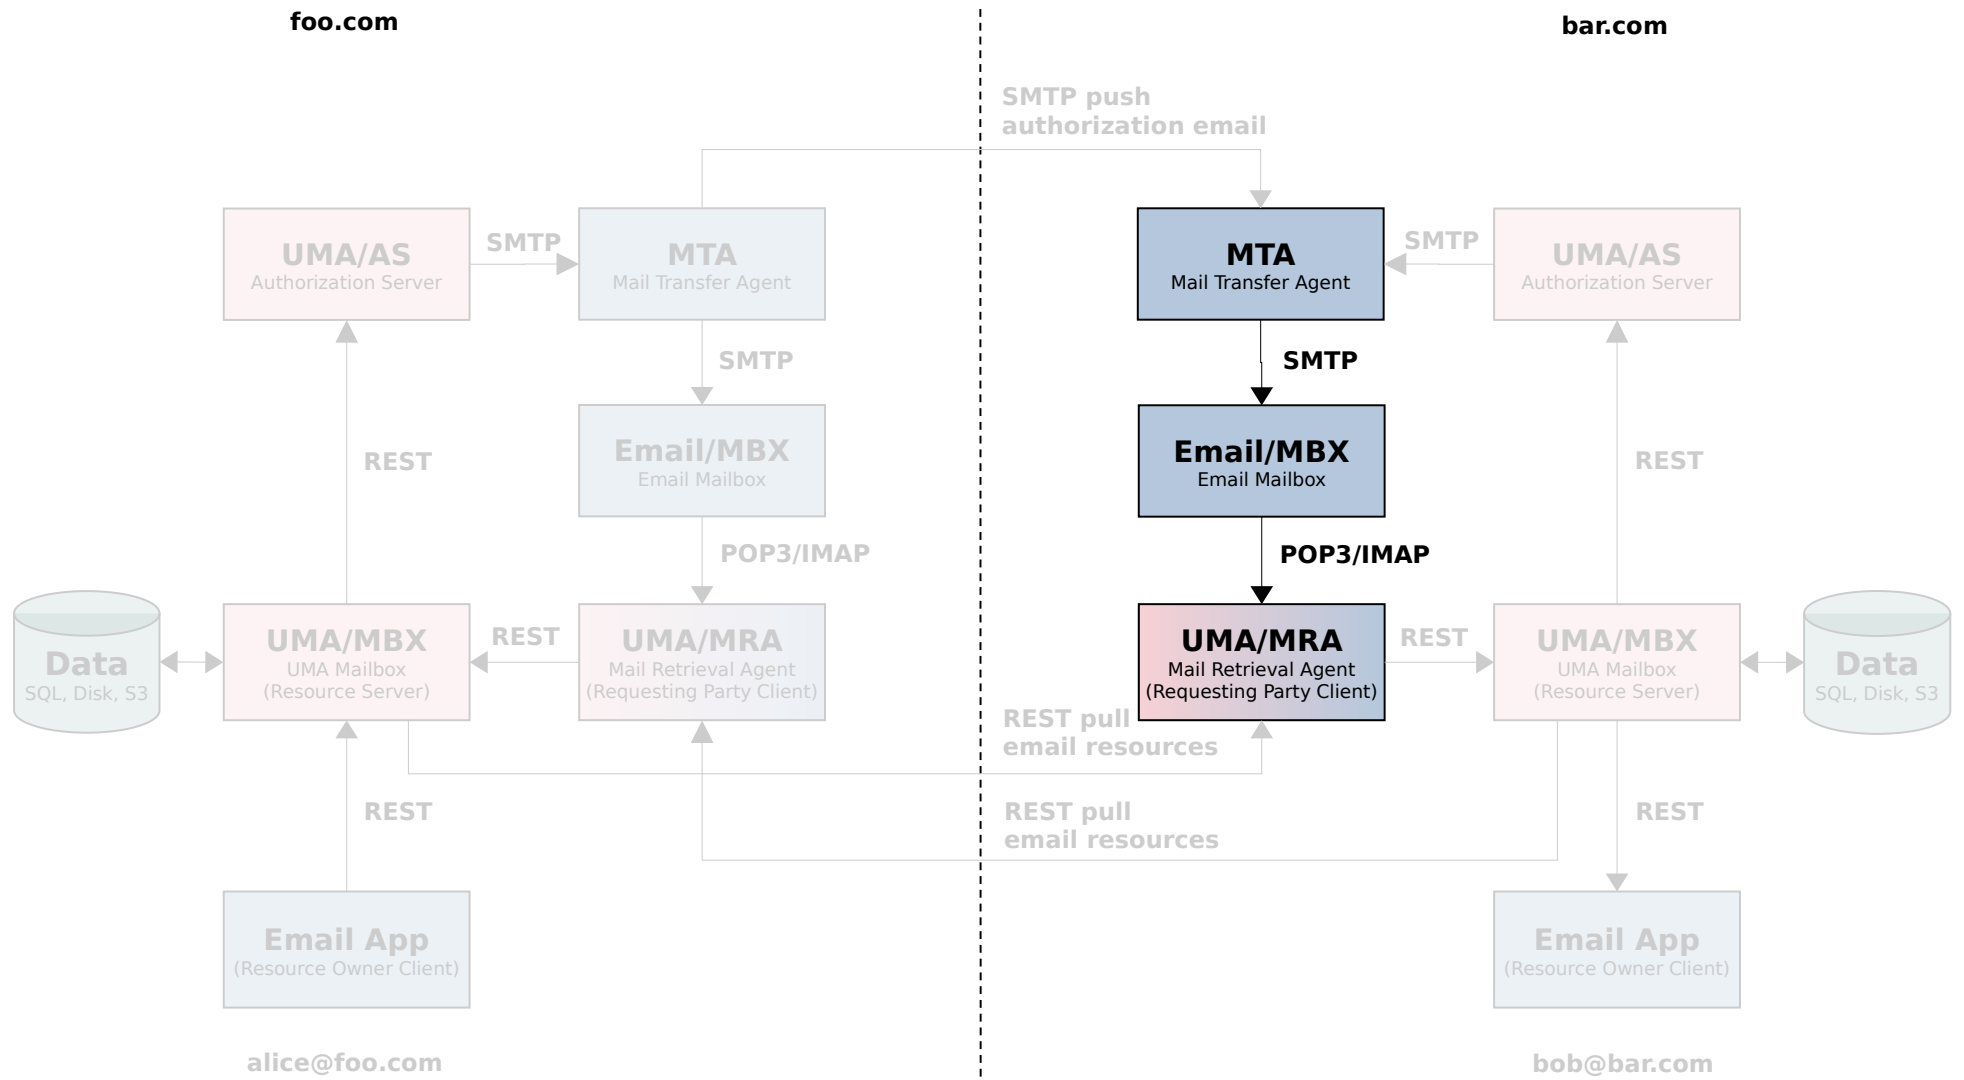 foo.com
bar.com
SMTP push
authorization email
UMA/AS
Authorization Server
SMTP
MTA
Mail Transfer Agent
MTA
Mail Transfer Agent
SMTP
UMA/AS
Authorization Server
SMTP
SMTP
REST
Email/MBX
Email Mailbox
Email/MBX
Email Mailbox
REST
POP3/IMAP
POP3/IMAP
Data
SQL, Disk, S3
UMA/MBX
UMA Mailbox
(Resource Server)
REST
UMA/MRA
Mail Retrieval Agent
(Requesting Party Client)
UMA/MRA
Mail Retrieval Agent
(Requesting Party Client)
REST
UMA/MBX
UMA Mailbox
(Resource Server)
Data
SQL, Disk, S3
REST pull
email resources
REST
REST pull
email resources
REST
Email App
(Resource Owner Client)
Email App
(Resource Owner Client)
alice@foo.com
bob@bar.com